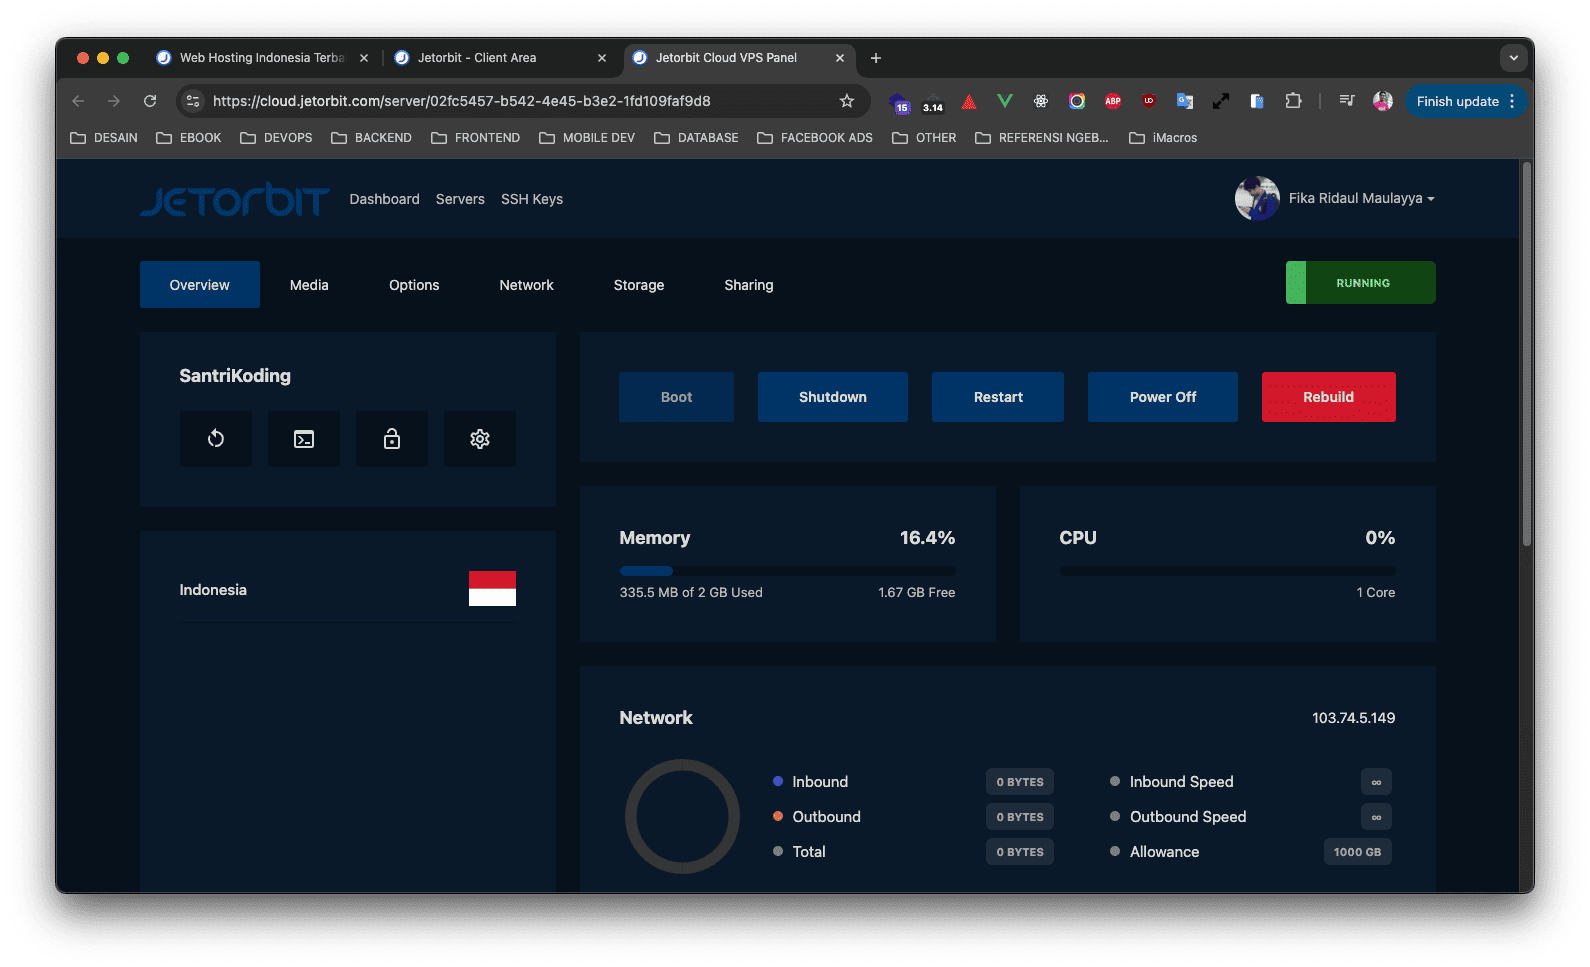 Web Hosting Indonesia Terba
Jetorbit - Client Area
Jetorbit Cloud VPS Panel
https://cloud.jetorbit.com/server/02fc5457-b542-4e45-b3e2-1fd109faf9d8
15
3.14
ABP
Finish update
DESAIN
EBOOK
DEVOPS
BACKEND
FRONTEND
MOBILE DEV
DATABASE
FACEBOOK ADS
OTHER
REFERENSI NGEB...
iMacros
JETORBIT
Dashboard
Servers
SSH Keys
Fika Ridaul Maulayya
Overview
Media
Options
Network
Storage
Sharing
RUNNING
SantriKoding
Boot
Shutdown
Restart
Power Off
Rebuild
Indonesia
Memory
16.4%
335.5 MB of 2 GB Used
1.67 GB Free
CPU
0%
1 Core
Network
103.74.5.149
Inbound
0 BYTES
Inbound Speed
∞
Outbound
0 BYTES
Outbound Speed
∞
Total
0 BYTES
Allowance
1000 GB